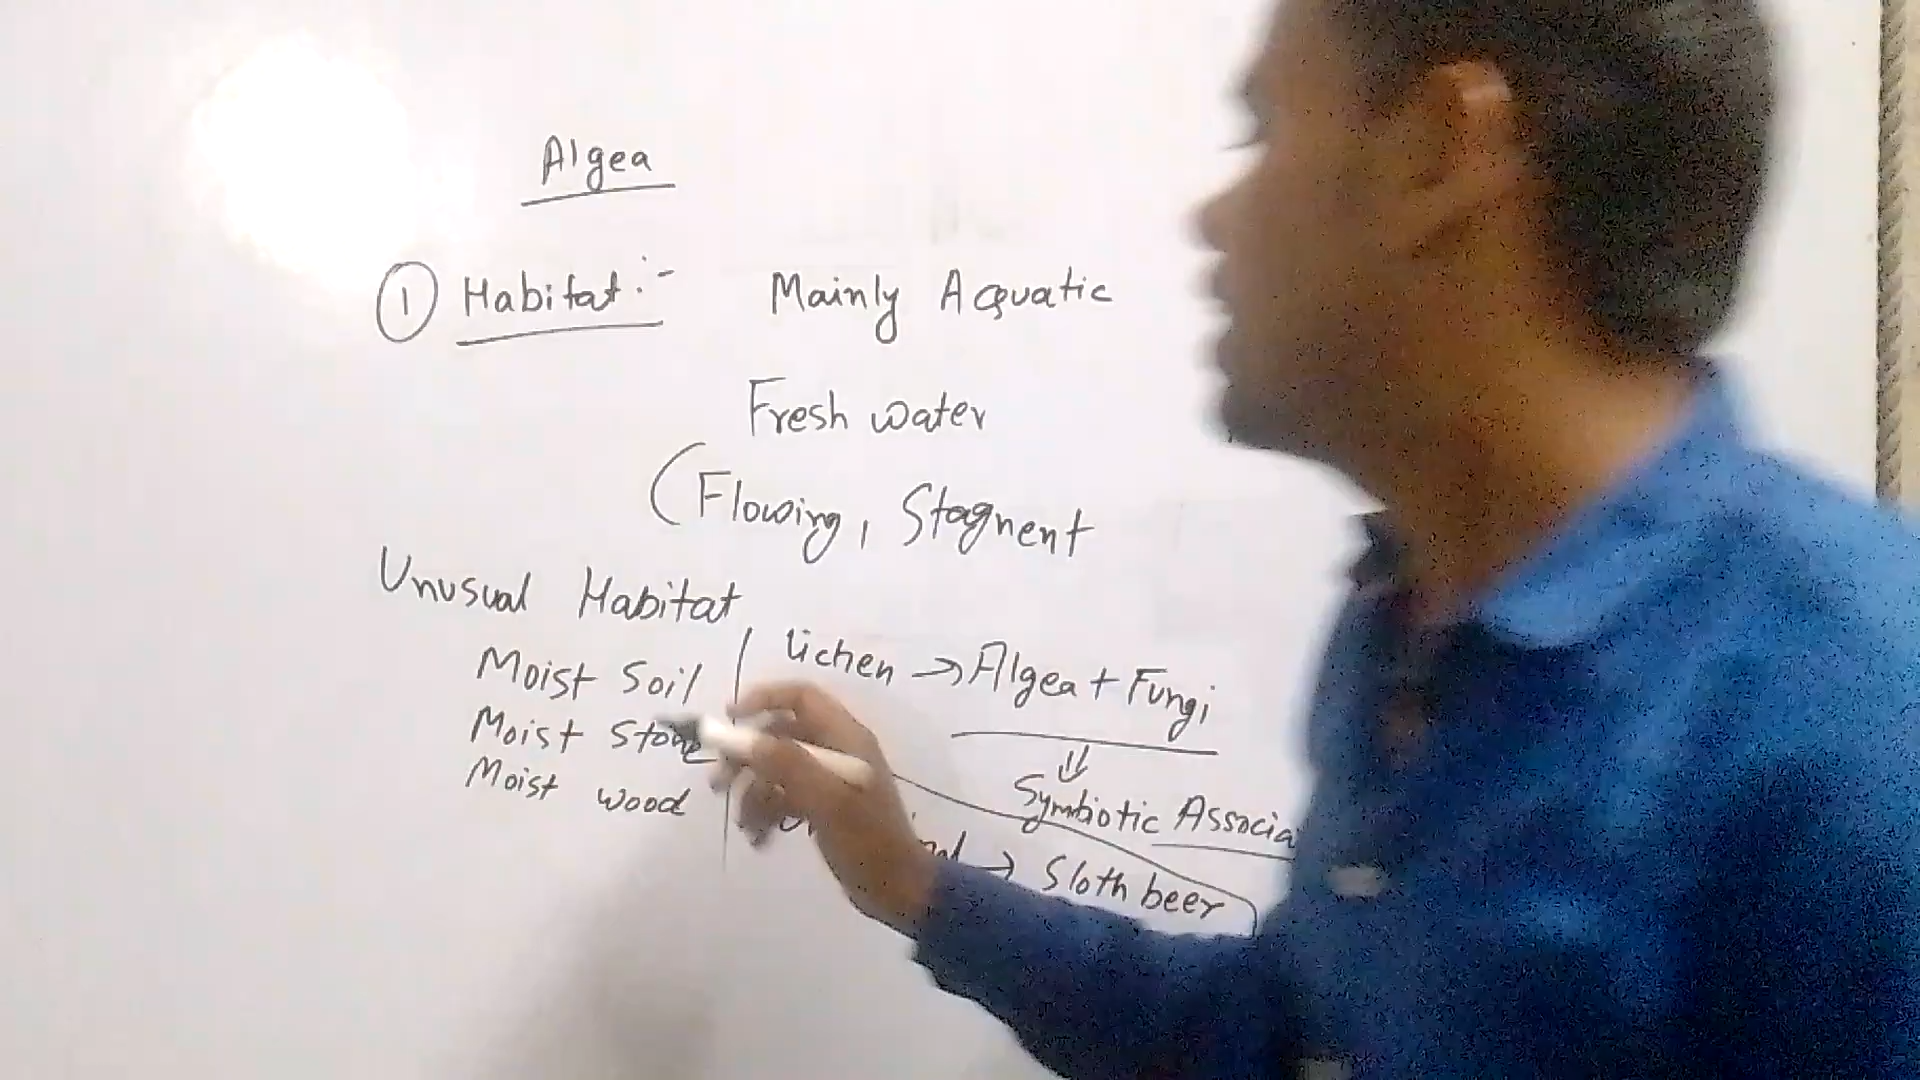 Algea
① Habitat :- Mainly Aquatic
Fresh water
(Flowing, Stagnent
Unusual Habitat
Moist Soil
Moist Stone
Moist wood
Lichen → Algea + Fungi
⇓
Symbiotic Associa
→ Sloth beer